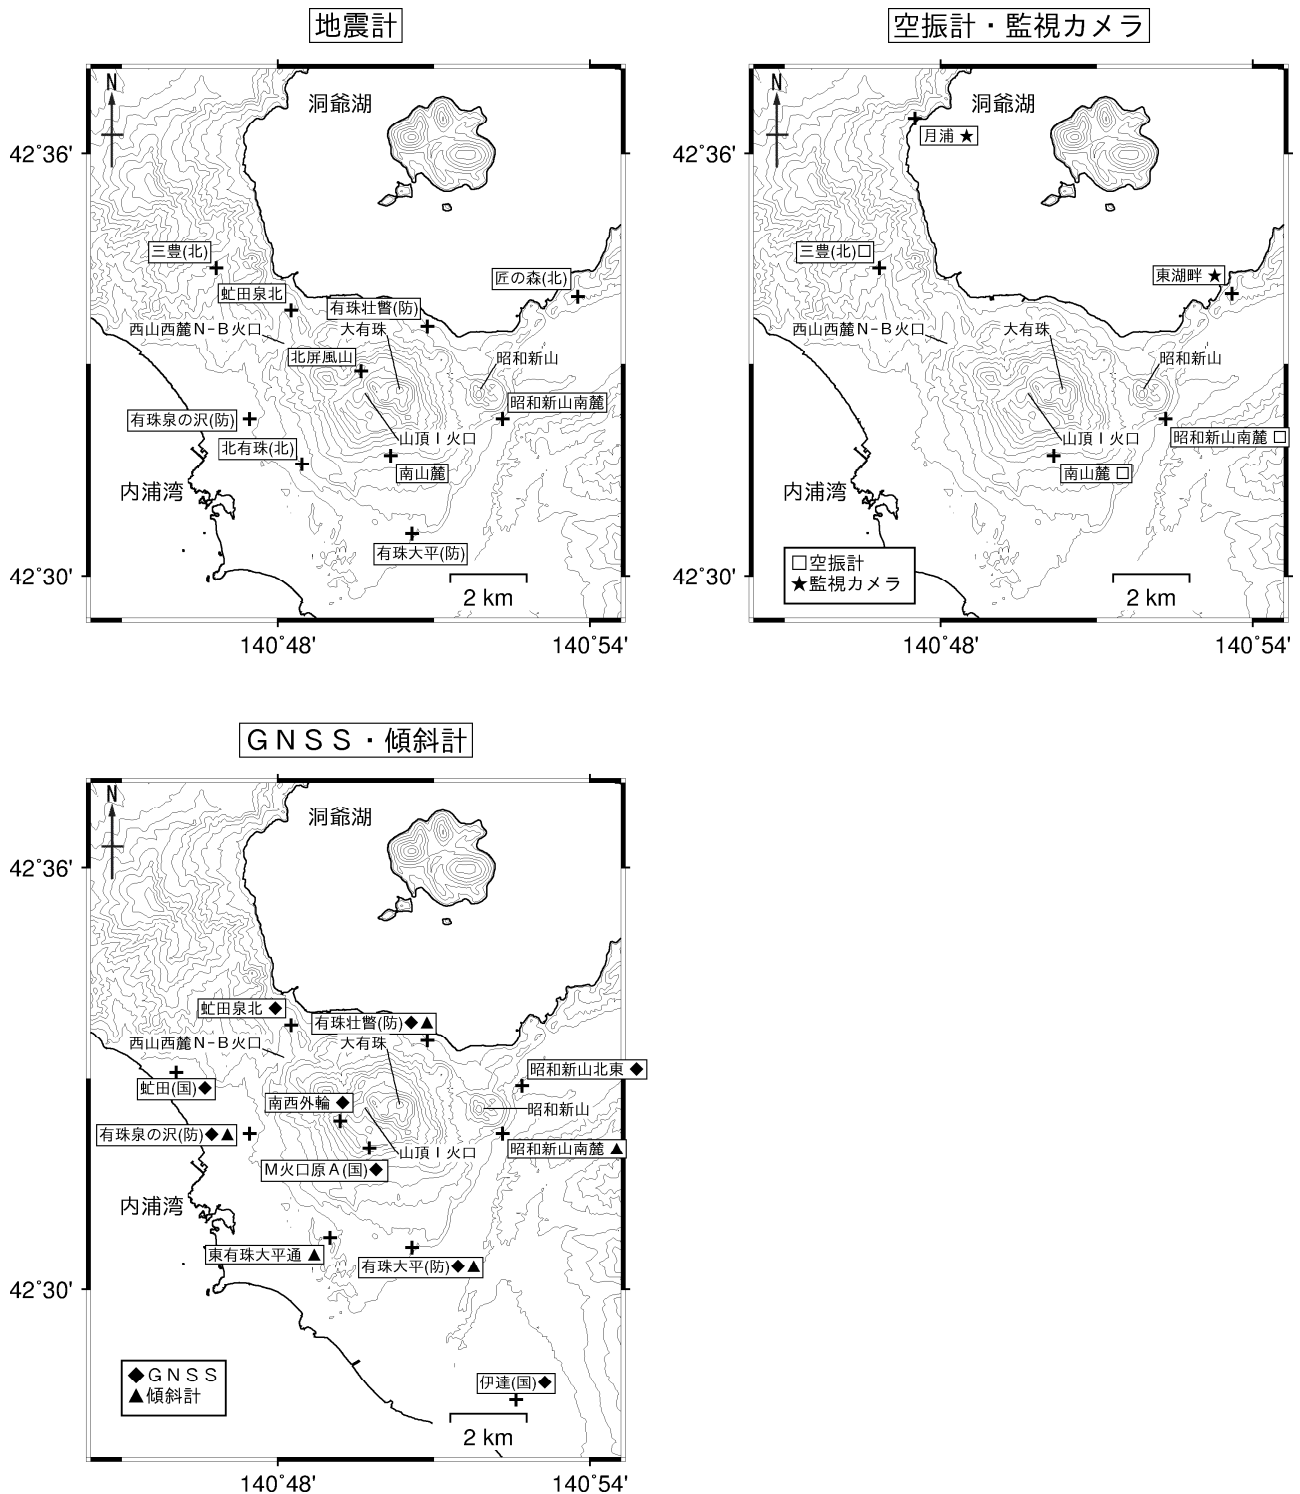 地震計
N
洞爺湖
42°36'
三豊(北)
匠の森(北)
虻田泉北
有珠壮瞥(防)
西山西麓N-B火口
大有珠
北屏風山
昭和新山
昭和新山南麓
有珠泉の沢(防)
山頂I火口
北有珠(北)
南山麓
内浦湾
有珠大平(防)
42°30'
2 km
140°48'
140°54'
空振計・監視カメラ
N
洞爺湖
月浦 ★
42°36'
三豊(北)□
東湖畔 ★
西山西麓N-B火口
大有珠
昭和新山
山頂I火口
昭和新山南麓 □
南山麓 □
内浦湾
□空振計
★監視カメラ
42°30'
2 km
140°48'
140°54'
GNSS・傾斜計
N
洞爺湖
42°36'
虻田泉北 ◆
有珠壮瞥(防)◆▲
西山西麓N-B火口
大有珠
昭和新山北東 ◆
虻田(国)◆
南西外輪 ◆
昭和新山
有珠泉の沢(防)◆▲
昭和新山南麓 ▲
山頂I火口
M火口原A(国)◆
内浦湾
東有珠大平通 ▲
有珠大平(防)◆▲
42°30'
◆GNSS
▲傾斜計
伊達(国)◆
2 km
140°48'
140°54'